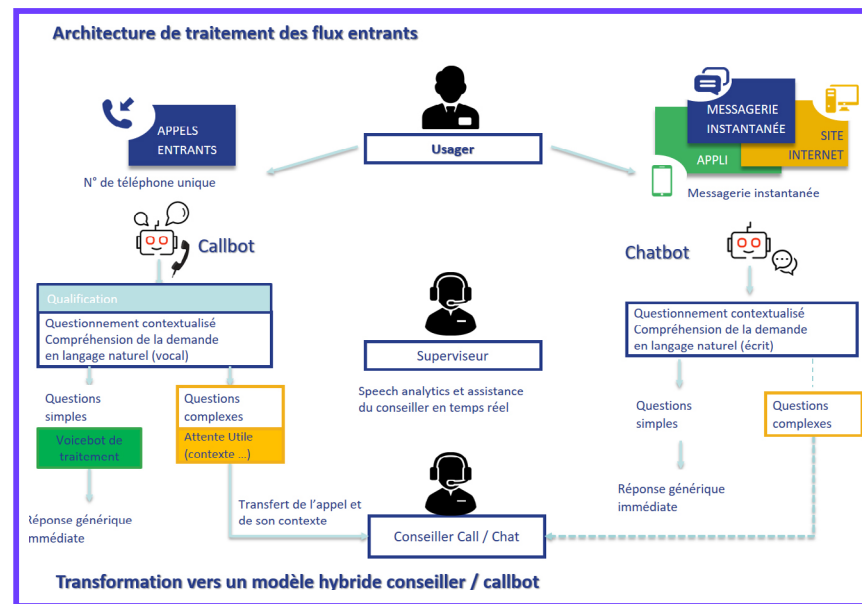 Architecture de traitement des flux entrants
APPELS
ENTRANTS
N° de téléphone unique
Usager
MESSAGERIE
INSTANTANÉE
SITE
INTERNET
APPLI
Messagerie instantanée
Callbot
Qualification
Questionnement contextualisé
Compréhension de la demande
en langage naturel (vocal)
Questions
simples
Voicebot de
traitement
Réponse générique
immédiate
Questions
complexes
Attente Utile
(contexte ...)
Transfert de l'appel et
de son contexte
Superviseur
Speech analytics et assistance
du conseiller en temps réel
Conseiller Call / Chat
Chatbot
Questionnement contextualisé
Compréhension de la demande
en langage naturel (écrit)
Questions
simples
Réponse générique
immédiate
Questions
complexes
Transformation vers un modèle hybride conseiller / callbot